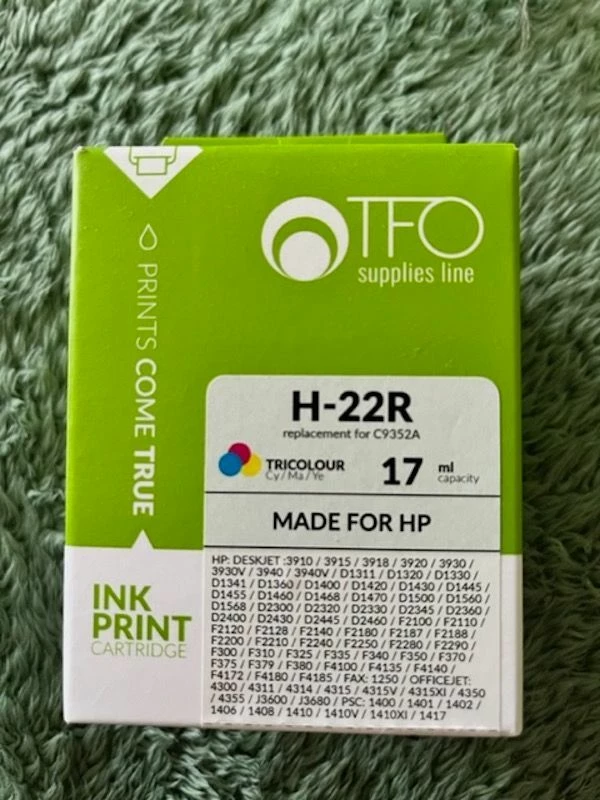 TFO
supplies line
PRINTS COME TRUE
H-22R
replacement for C9352A
TRICOLOUR
Cy / Ma / Ye
17 ml
capacity
MADE FOR HP
INK
PRINT
CARTRIDGE
HP: DESKJET :3910 / 3915 / 3918 / 3920 / 3930 /
3930V / 3940 / 3940V / D1311 / D1320 / D1330 /
D1341 / D1360 / D1400 / D1420 / D1430 / D1445 /
D1455 / D1460 / D1468 / D1470 / D1500 / D1560 /
D1568 / D2300 / D2320 / D2330 / D2345 / D2360 /
D2400 / D2430 / D2445 / D2460 / F2100 / F2110 /
F2120 / F2128 / F2140 / F2180 / F2187 / F2188 /
F2200 / F2210 / F2240 / F2250 / F2280 / F2290 /
F300 / F310 / F325 / F335 / F340 / F350 / F370 /
F375 / F379 / F380 / F4100 / F4135 / F4140 /
F4172 / F4180 / F4185 / FAX: 1250 / OFFICEJET:
4300 / 4311 / 4314 / 4315 / 4315V / 4315XI / 4350
/ 4355 / J3600 / J3680 / PSC: 1400 / 1401 / 1402 /
1406 / 1408 / 1410 / 1410V / 1410XI / 1417